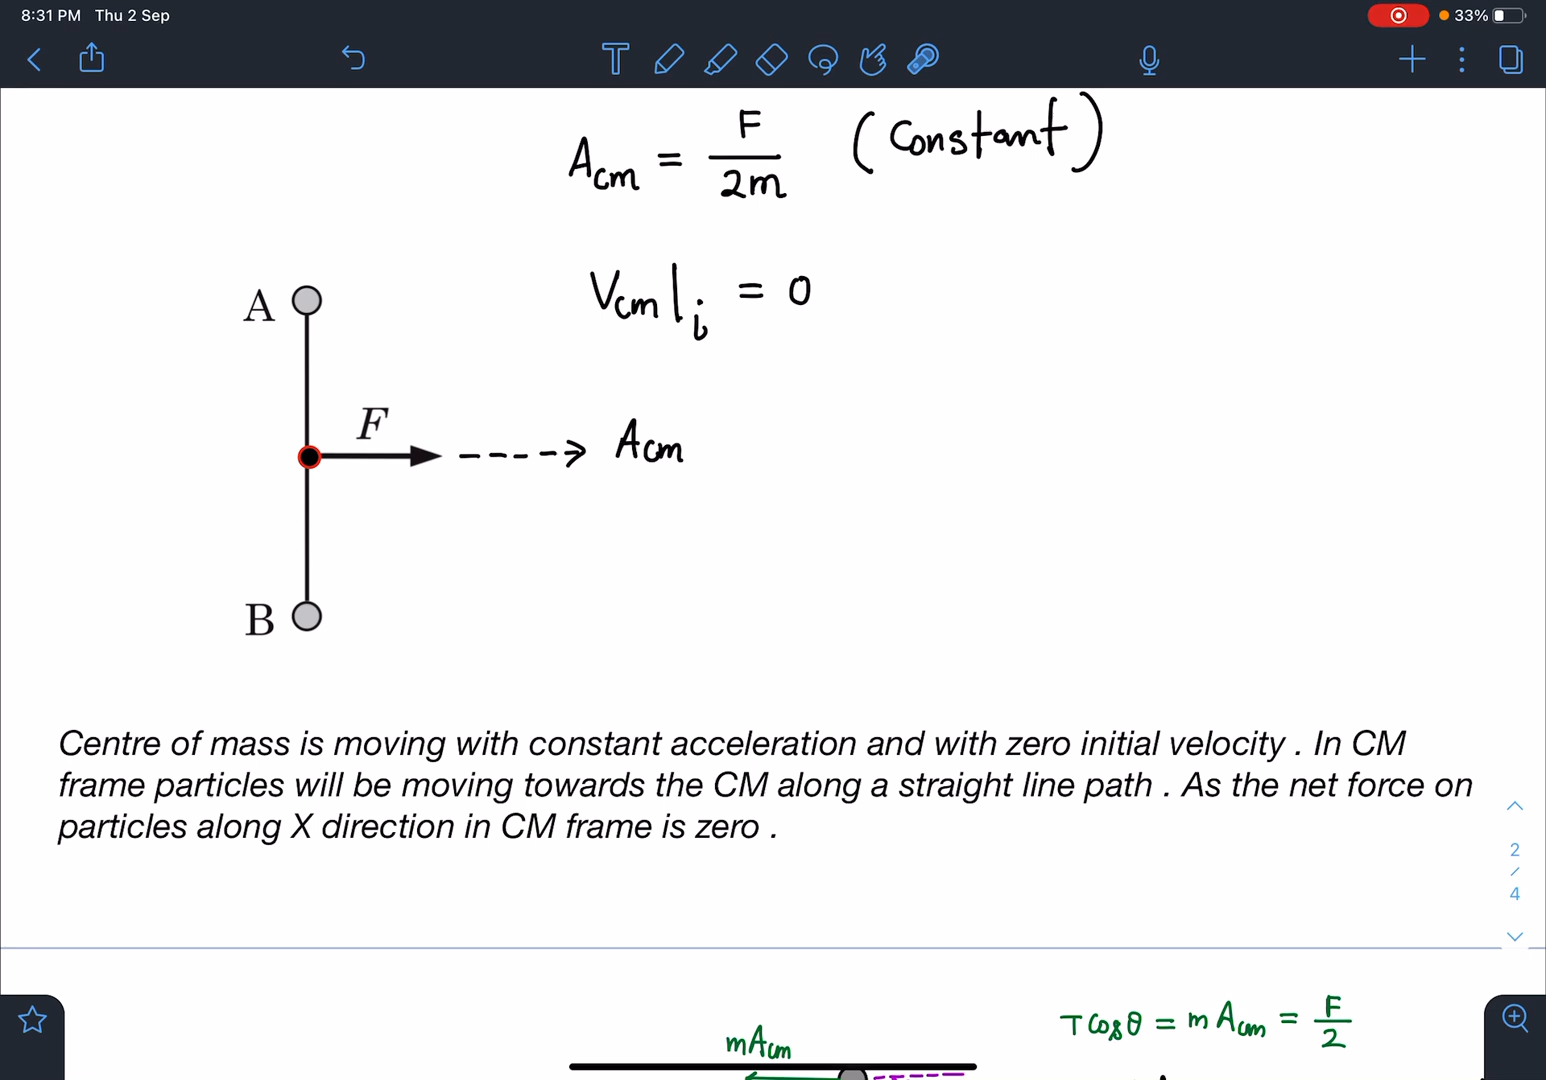 8:31 PM Thu 2 Sep 33%
T
Acm = F/2m (Constant)
Vcm|i = 0
A
F
Acm
B
Centre of mass is moving with constant acceleration and with zero initial velocity . In CM
frame particles will be moving towards the CM along a straight line path . As the net force on
particles along X direction in CM frame is zero .
2
/
4
TCosθ = mAcm = F/2
mAcm